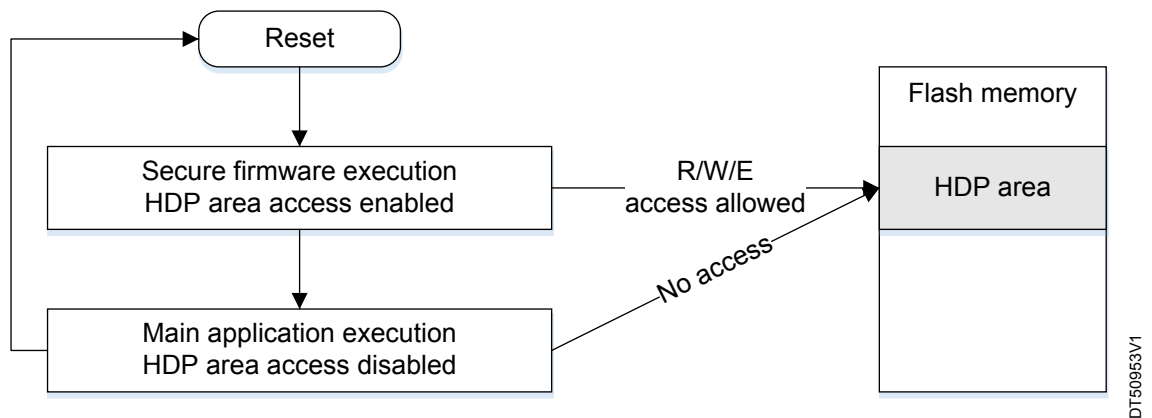 Reset
Flash memory
Secure firmware execution
HDP area access enabled
R/W/E
access allowed
HDP area
No access
Main application execution
HDP area access disabled
DT50953V1